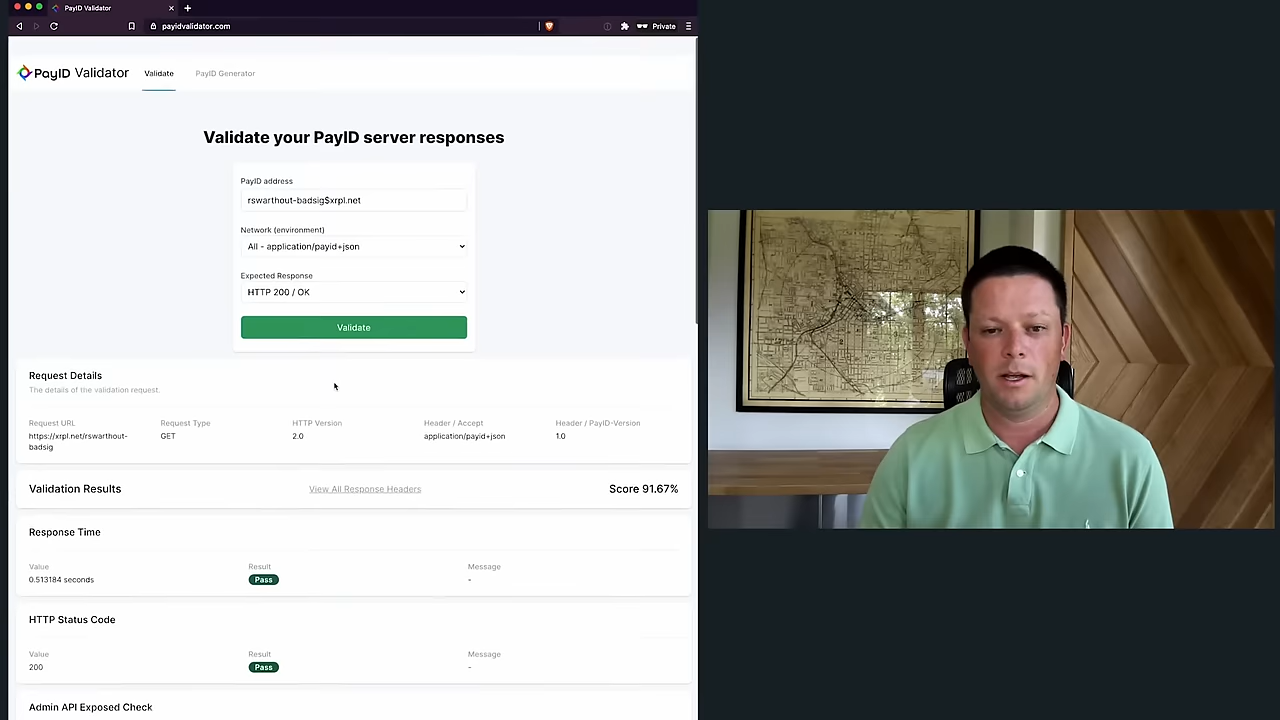 PayID Validator
payidvalidator.com
Private
PayID Validator
Validate
PayID Generator
Validate your PayID server responses
PayID address
rswarthout-badsig$xrpl.net
Network (environment)
All - application/payid+json
Expected Response
HTTP 200 / OK
Validate
Request Details
The details of the validation request.
Request URL
Request Type
HTTP Version
Header / Accept
Header / PayID-Version
https://xrpl.net/rswarthout-
badsig
GET
2.0
application/payid+json
1.0
Validation Results
View All Response Headers
Score 91.67%
Response Time
Value
Result
Message
0.513184 seconds
Pass
-
HTTP Status Code
Value
Result
Message
200
Pass
-
Admin API Exposed Check